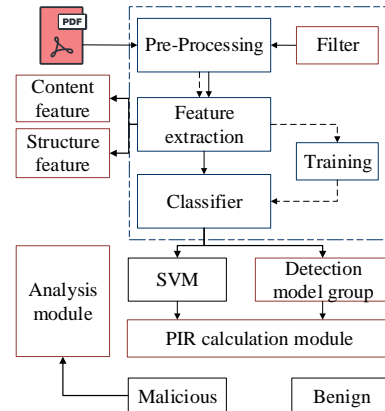 PDF
Pre-Processing
Filter
Content
feature
Feature
extraction
Structure
feature
Training
Classifier
Analysis
module
SVM
Detection
model group
PIR calculation module
Malicious
Benign